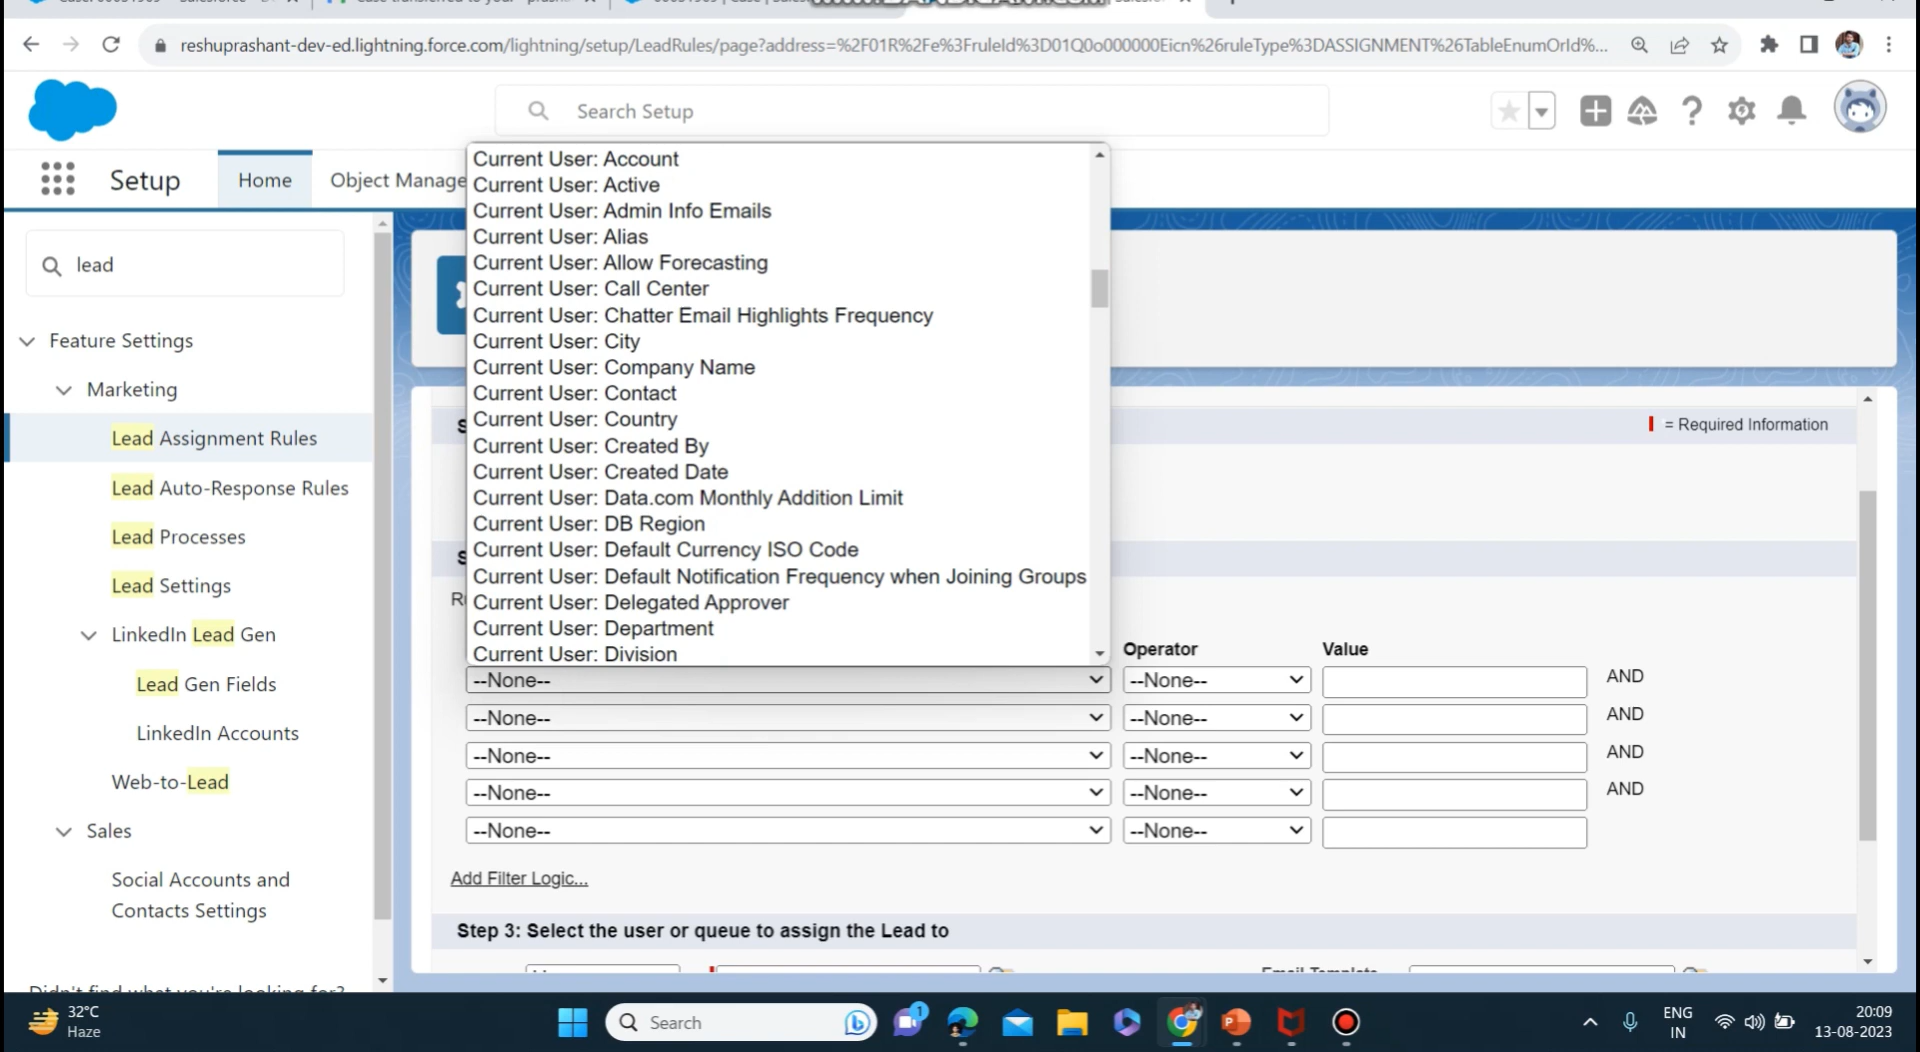 reshuprashant-dev-ed.lightning.force.com/lightning/setup/LeadRules/page?address=%2F01R%2Fe%3FruleId%3D01Q0o000000Eicn%26ruleType%3DASSIGNMENT%26TableEnumOrId%...
Search Setup
Setup
Home
Object Manage
lead
Feature Settings
Marketing
Lead Assignment Rules
Lead Auto-Response Rules
Lead Processes
Lead Settings
LinkedIn Lead Gen
Lead Gen Fields
LinkedIn Accounts
Web-to-Lead
Sales
Social Accounts and
Contacts Settings
Didn't find what you're looking for?
Current User: Account
Current User: Active
Current User: Admin Info Emails
Current User: Alias
Current User: Allow Forecasting
Current User: Call Center
Current User: Chatter Email Highlights Frequency
Current User: City
Current User: Company Name
Current User: Contact
Current User: Country
Current User: Created By
Current User: Created Date
Current User: Data.com Monthly Addition Limit
Current User: DB Region
Current User: Default Currency ISO Code
Current User: Default Notification Frequency when Joining Groups
Current User: Delegated Approver
Current User: Department
Current User: Division
= Required Information
Operator Value
--None-- --None-- AND
--None-- --None-- AND
--None-- --None-- AND
--None-- --None-- AND
--None-- --None--
Add Filter Logic...
Step 3: Select the user or queue to assign the Lead to
Email Template
32°C
Haze
Search
1
ENG
IN
20:09
13-08-2023